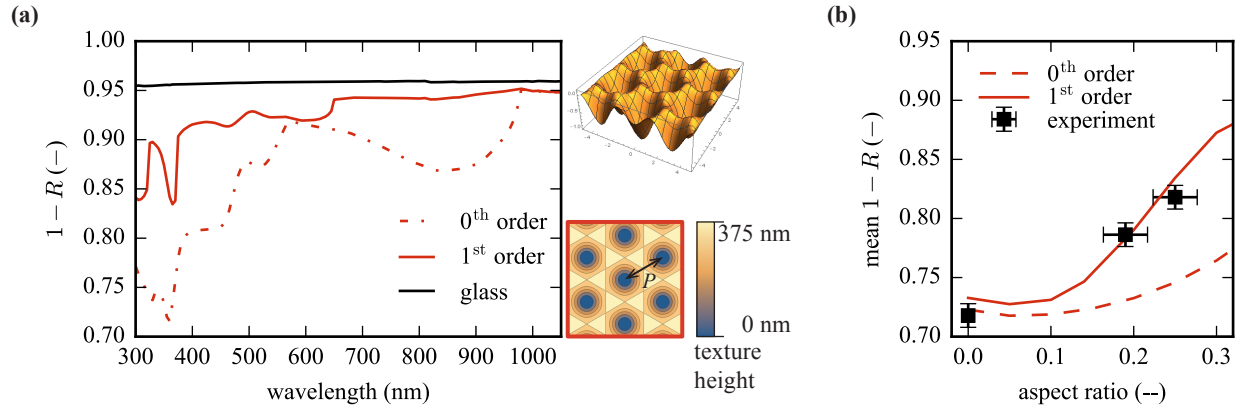 (a)
1.00
0.95
0.90
0.85
0.80
0.75
0.70
1 − R (−)
300 400 500 600 700 800 900 1000
wavelength (nm)
0th order
1st order
glass
P
375 nm
0 nm
texture
height
(b)
0.95
0.90
0.85
0.80
0.75
0.70
mean 1 − R (−)
0.0 0.1 0.2 0.3
aspect ratio (--)
0th order
1st order
experiment